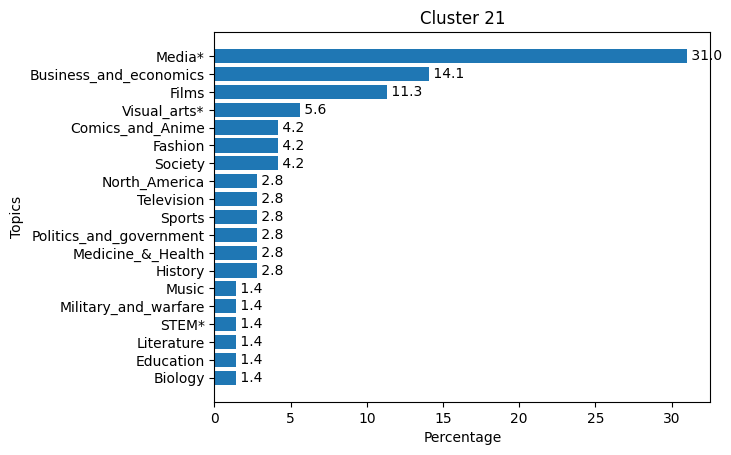 Cluster 21
Media* 31.0
Business_and_economics 14.1
Films 11.3
Visual_arts* 5.6
Comics_and_Anime 4.2
Fashion 4.2
Society 4.2
North_America 2.8
Television 2.8
Sports 2.8
Politics_and_government 2.8
Medicine_&_Health 2.8
History 2.8
Music 1.4
Military_and_warfare 1.4
STEM* 1.4
Literature 1.4
Education 1.4
Biology 1.4
Topics
0 5 10 15 20 25 30
Percentage